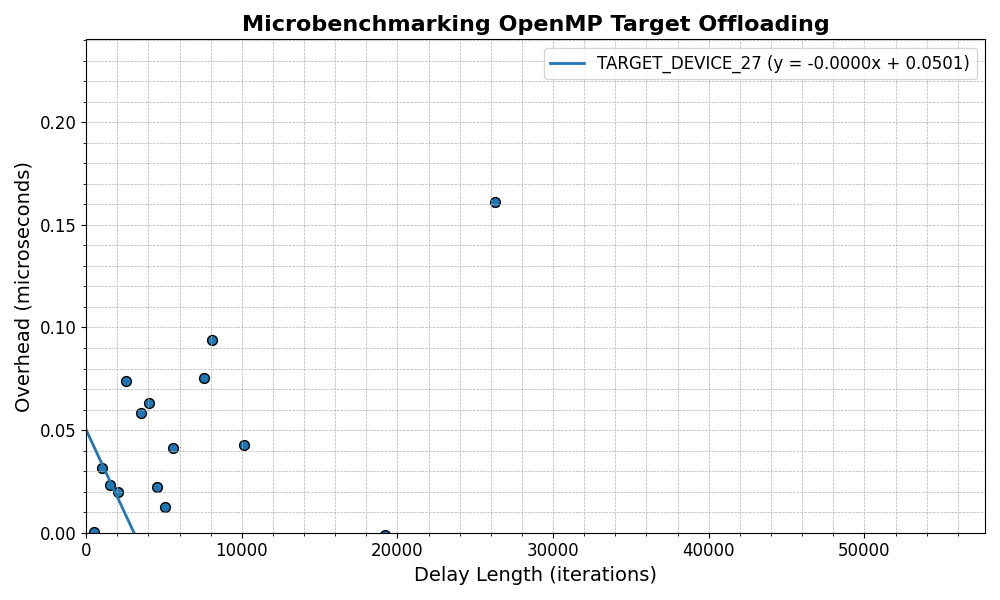 Microbenchmarking OpenMP Target Offloading
TARGET_DEVICE_27 (y = -0.0000x + 0.0501)
Overhead (microseconds)
0.20
0.15
0.10
0.05
0.00
0 10000 20000 30000 40000 50000
Delay Length (iterations)